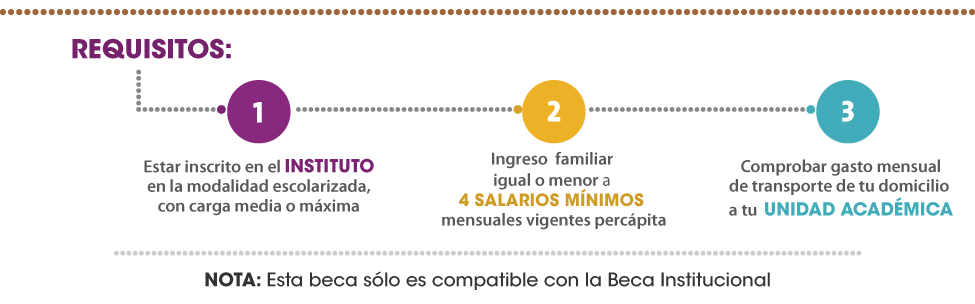 REQUISITOS:
1
Estar inscrito en el INSTITUTO
en la modalidad escolarizada,
con carga media o máxima
2
Ingreso familiar
igual o menor a
4 SALARIOS MÍNIMOS
mensuales vigentes percápita
3
Comprobar gasto mensual
de transporte de tu domicilio
a tu UNIDAD ACADÉMICA
NOTA: Esta beca sólo es compatible con la Beca Institucional